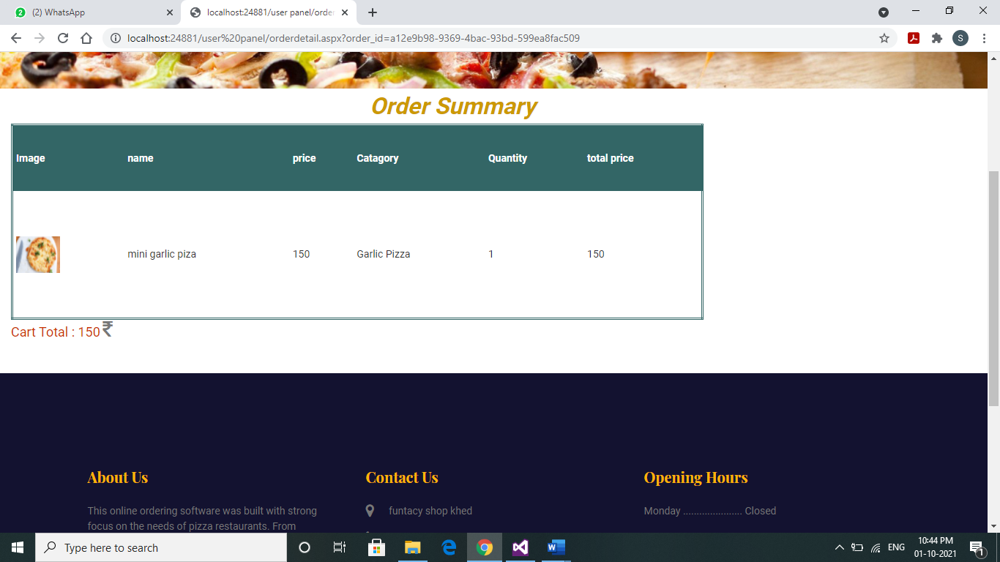 (2) WhatsApp
localhost:24881/user panel/order
localhost:24881/user%20panel/orderdetail.aspx?order_id=a12e9b98-9369-4bac-93bd-599ea8fac509
S
Order Summary
Image name price Catagory Quantity total price
mini garlic piza 150 Garlic Pizza 1 150
Cart Total : 150 ₹
About Us Contact Us Opening Hours
This online ordering software was built with strong funtacy shop khed Monday ...................... Closed
focus on the needs of pizza restaurants. From
Type here to search
ENG
10:44 PM
01-10-2021
1